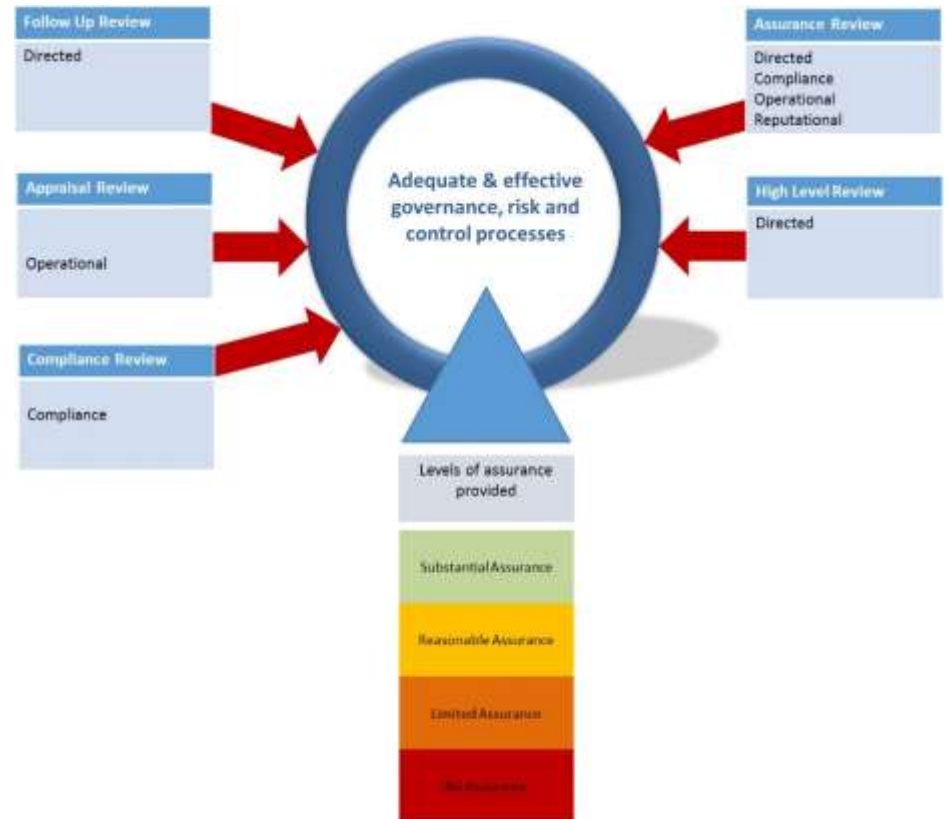 Follow Up Review
Directed
Appraisal Review
Operational
Compliance Review
Compliance
Adequate & effective
governance, risk and
control processes
Assurance Review
Directed
Compliance
Operational
Reputational
High Level Review
Directed
Levels of assurance
provided
Substantial Assurance
Reasonable Assurance
Limited Assurance
Assurance